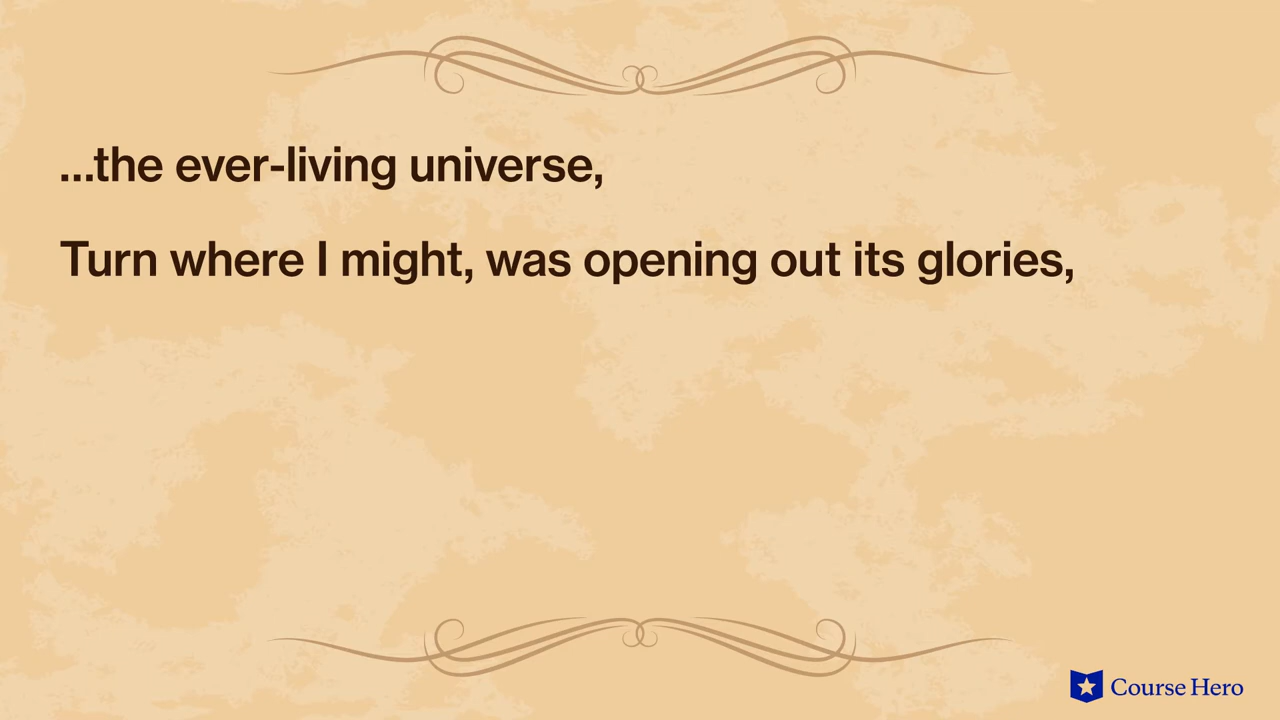 ...the ever-living universe,
Turn where I might, was opening out its glories,
Course Hero